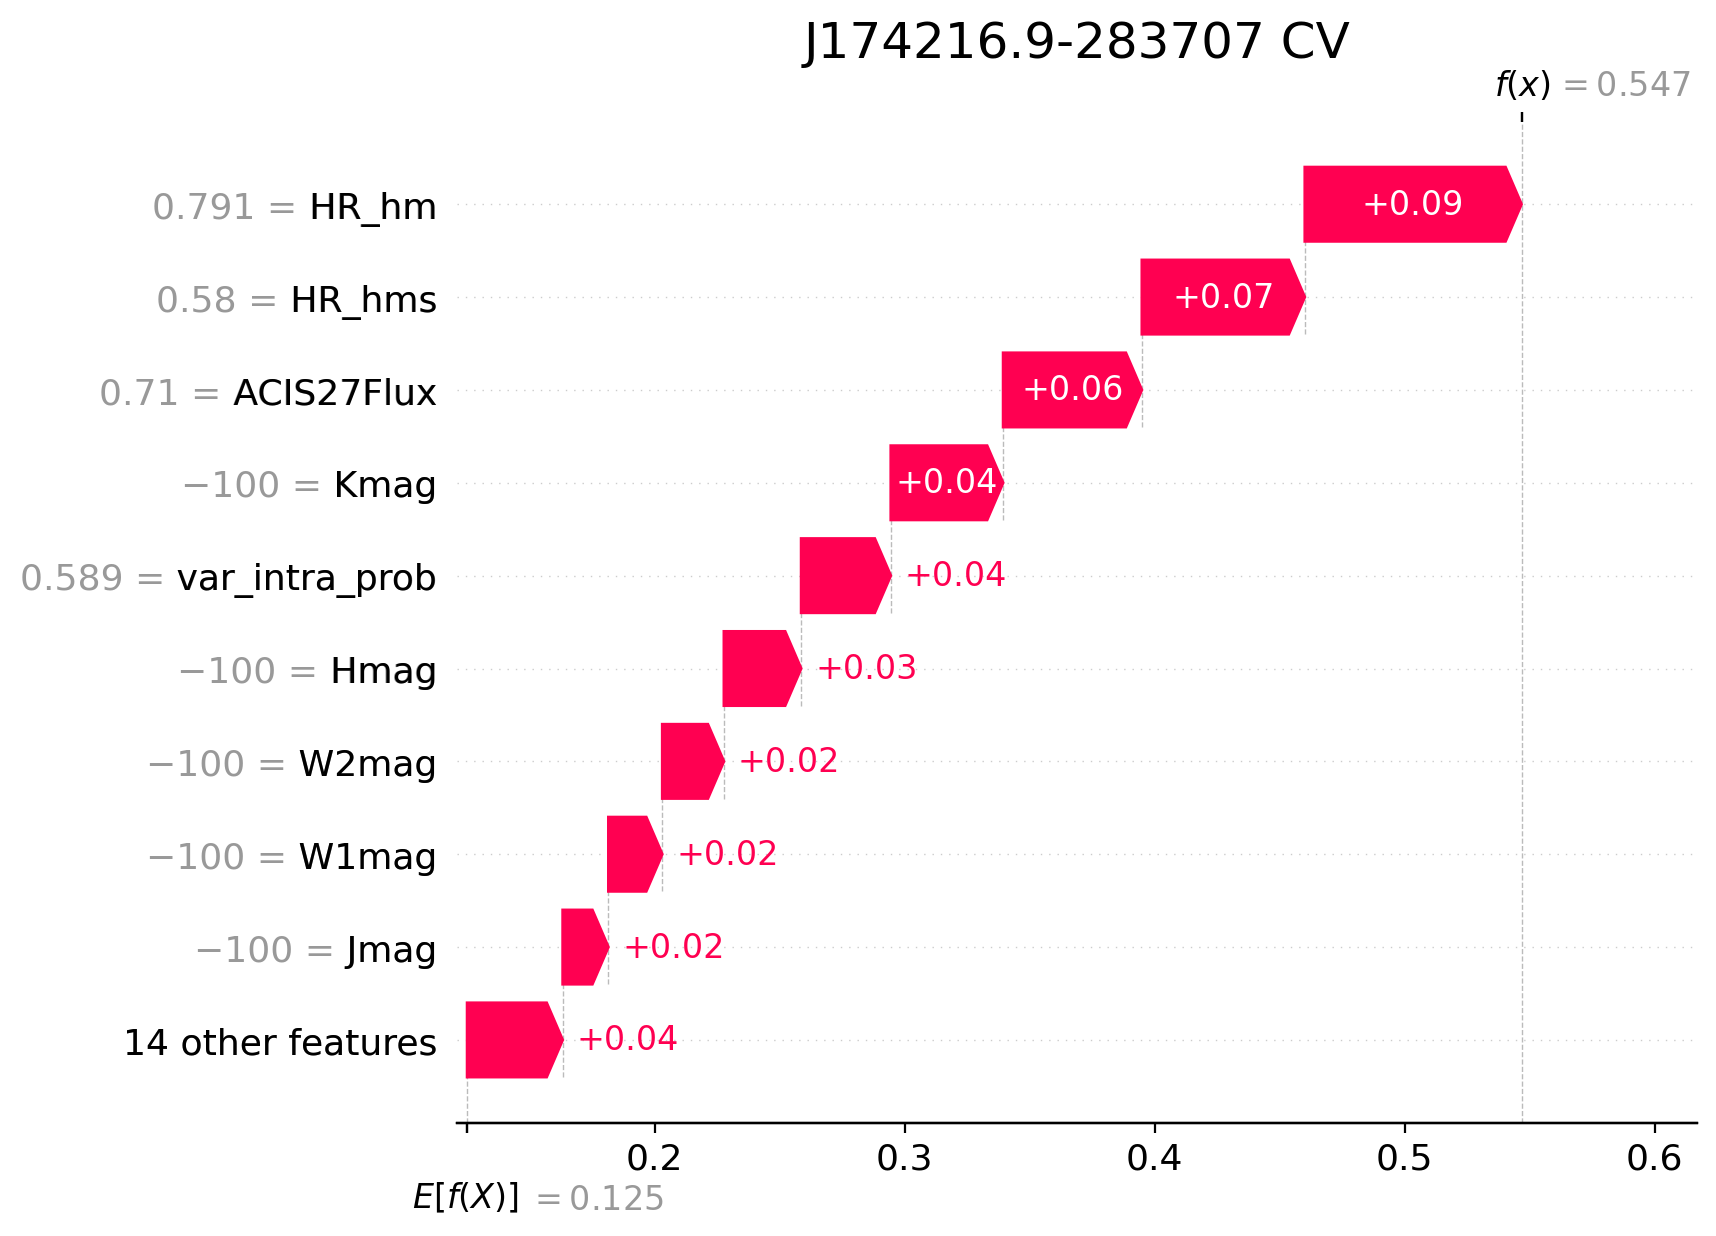 J174216.9-283707 CV
f(x) = 0.547
0.791 = HR_hm
+0.09
0.58 = HR_hms
+0.07
0.71 = ACIS27Flux
+0.06
−100 = Kmag
+0.04
0.589 = var_intra_prob
+0.04
−100 = Hmag
+0.03
−100 = W2mag
+0.02
−100 = W1mag
+0.02
−100 = Jmag
+0.02
14 other features
+0.04
0.2 0.3 0.4 0.5 0.6
E[f(X)] = 0.125